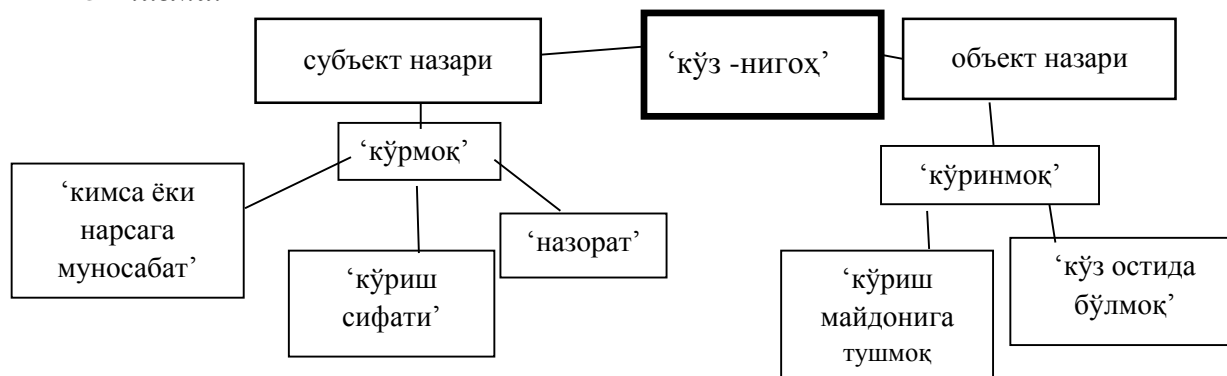 субъект назари
‘кўз -нигоҳ’
объект назари
‘кўрмоқ’
‘кўринмоқ’
‘кимса ёки
нарсага
муносабат’
‘кўриш
сифати’
‘назорат’
‘кўриш
майдонига
тушмоқ
‘кўз остида
бўлмоқ’